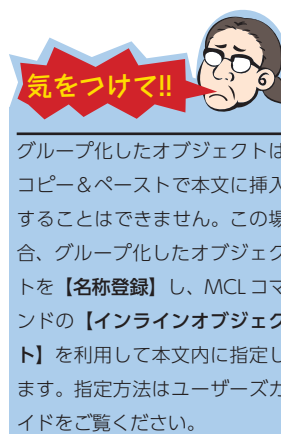 気をつけて!!
グループ化したオブジェクトは
コピー＆ペーストで本文に挿入
することはできません。この場
合、グループ化したオブジェク
トを【名称登録】し、MCLコマ
ンドの【インラインオブジェク
ト】を利用して本文内に指定し
ます。指定方法はユーザーズガ
イドをご覧ください。